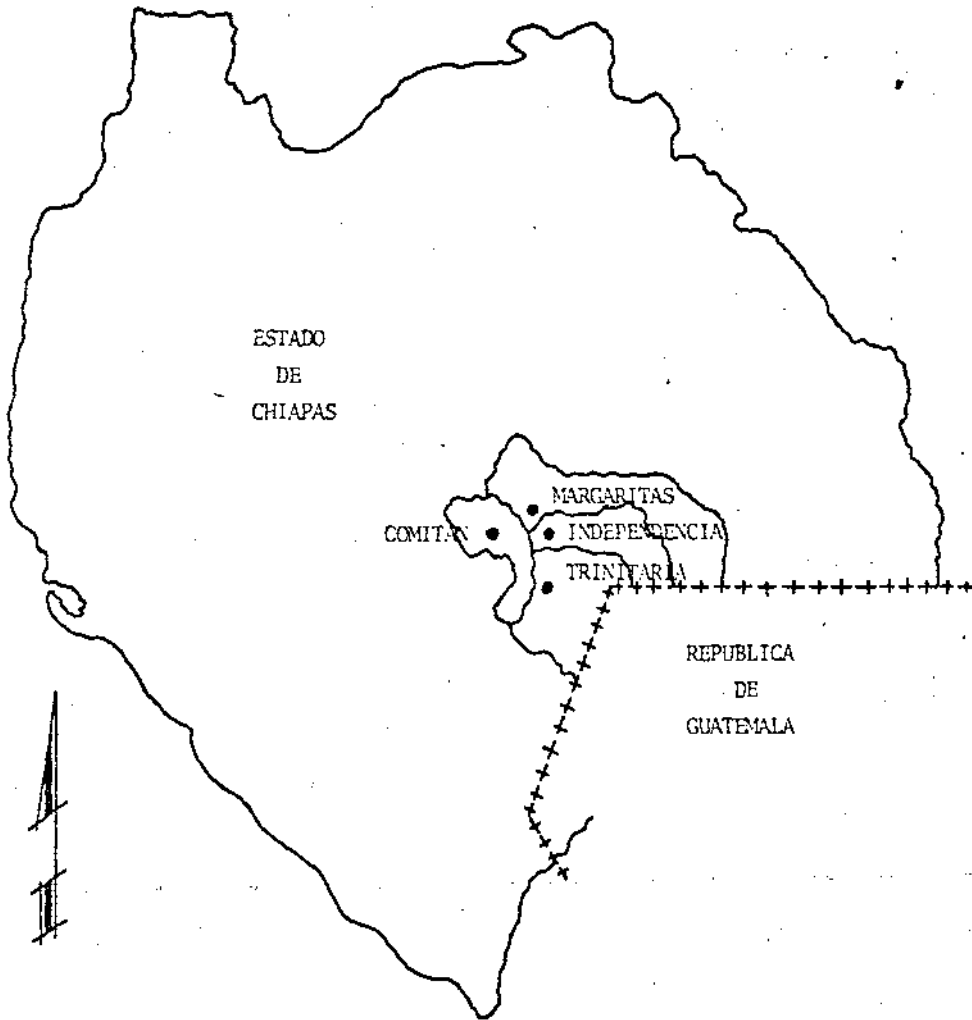 ESTADO
DE
CHIAPAS
MARGARITAS
COMITAN
INDEPENDENCIA
TRINITARIA
REPUBLICA
DE
GUATEMALA